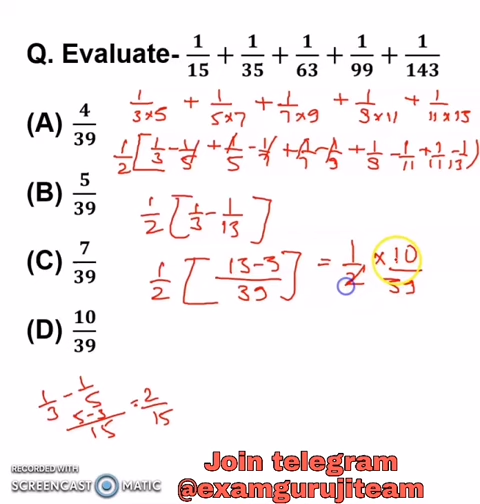 Q. Evaluate- 1/15 + 1/35 + 1/63 + 1/99 + 1/143
1/3×5 + 1/5×7 + 1/7×9 + 1/9×11 + 1/11×13
(A) 4/39
1/2 [1/3 - 1/5 + 1/5 - 1/7 + 1/7 - 1/9 + 1/9 - 1/11 + 1/11 - 1/13)
(B) 5/39
1/2 [1/3 - 1/13]
(C) 7/39
1/2 [13-3/39] = 1/2 × 10/39
(D) 10/39
1/3 - 1/5
5-3/15 = 2/15
RECORDED WITH
SCREENCAST MATIC
Join telegram
@examgurujiteam